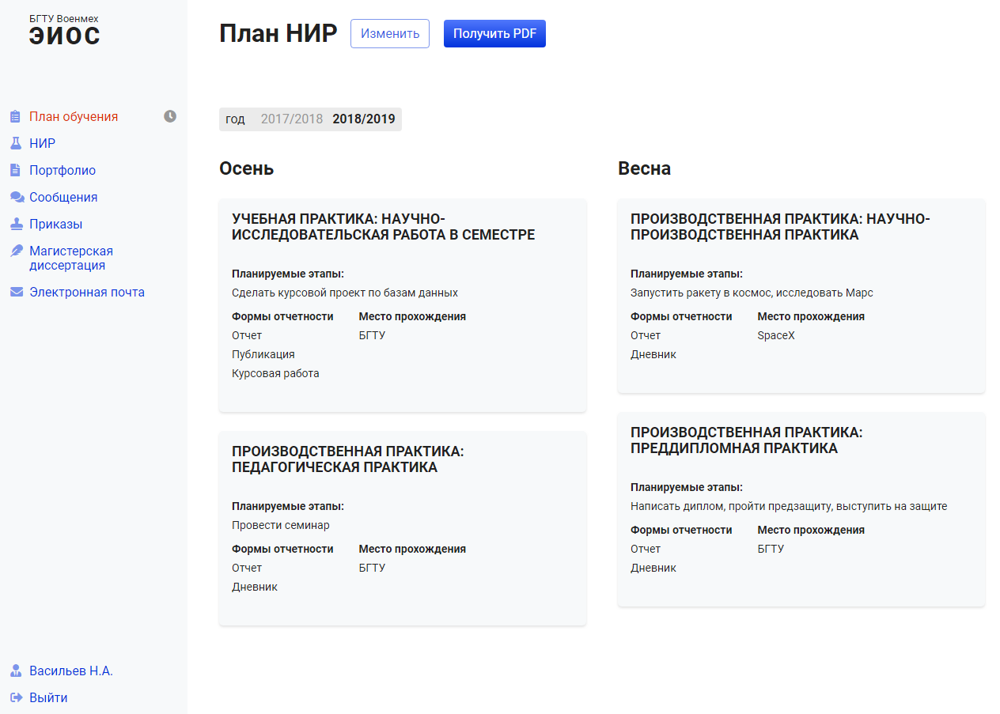 БГТУ Военмех
ЭИОС
План обучения
НИР
Портфолио
Сообщения
Приказы
Магистерская
диссертация
Электронная почта
Васильев Н.А.
Выйти
План НИР
Изменить
Получить PDF
год 2017/2018 2018/2019
Осень
УЧЕБНАЯ ПРАКТИКА: НАУЧНО-
ИССЛЕДОВАТЕЛЬСКАЯ РАБОТА В СЕМЕСТРЕ
Планируемые этапы:
Сделать курсовой проект по базам данных
Формы отчетности Место прохождения
Отчет БГТУ
Публикация
Курсовая работа
ПРОИЗВОДСТВЕННАЯ ПРАКТИКА:
ПЕДАГОГИЧЕСКАЯ ПРАКТИКА
Планируемые этапы:
Провести семинар
Формы отчетности Место прохождения
Отчет БГТУ
Дневник
Весна
ПРОИЗВОДСТВЕННАЯ ПРАКТИКА: НАУЧНО-
ПРОИЗВОДСТВЕННАЯ ПРАКТИКА
Планируемые этапы:
Запустить ракету в космос, исследовать Марс
Формы отчетности Место прохождения
Отчет SpaceX
Дневник
ПРОИЗВОДСТВЕННАЯ ПРАКТИКА:
ПРЕДДИПЛОМНАЯ ПРАКТИКА
Планируемые этапы:
Написать диплом, пройти предзащиту, выступить на защите
Формы отчетности Место прохождения
Отчет БГТУ
Дневник